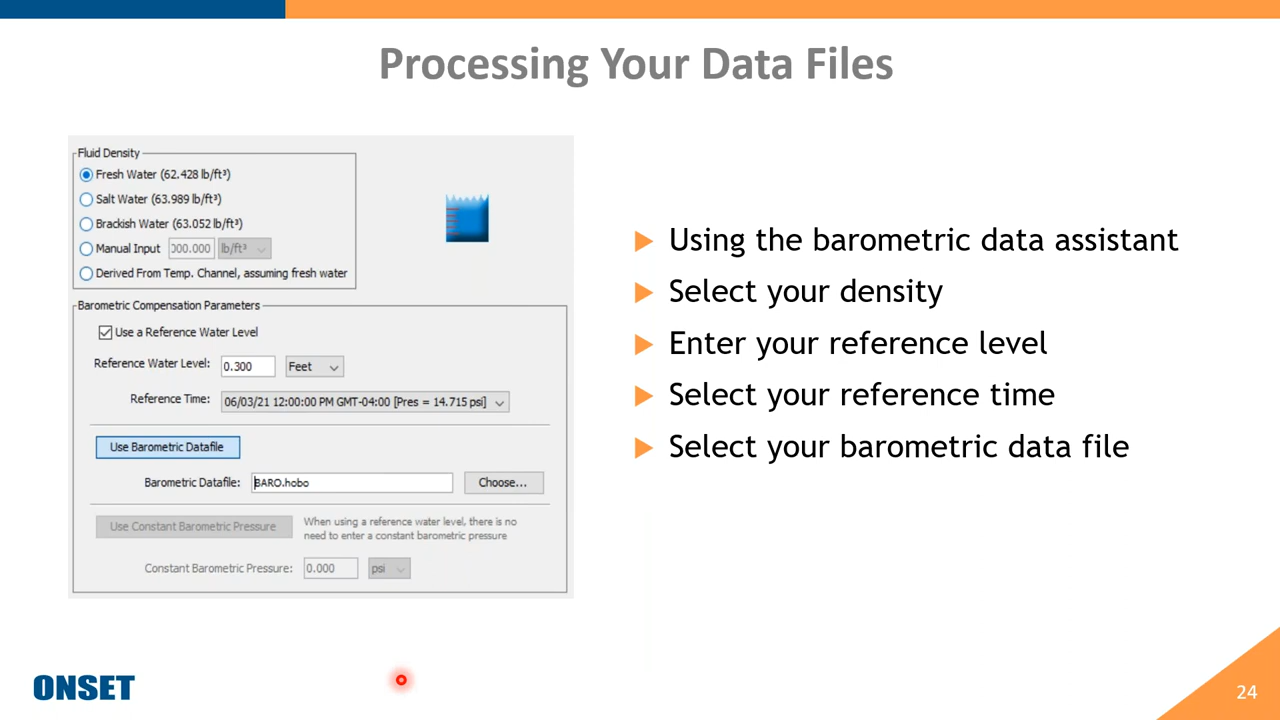 Processing Your Data Files
Fluid Density
Fresh Water (62.428 lb/ft³)
Salt Water (63.989 lb/ft³)
Brackish Water (63.052 lb/ft³)
Manual Input 000.000 lb/ft³
Derived From Temp. Channel, assuming fresh water
Barometric Compensation Parameters
Use a Reference Water Level
Reference Water Level: 0.300 Feet
Reference Time: 06/03/21 12:00:00 PM GMT-04:00 [Pres = 14.715 psi]
Use Barometric Datafile
Barometric Datafile: BARO.hobo Choose...
Use Constant Barometric Pressure
When using a reference water level, there is no
need to enter a constant barometric pressure
Constant Barometric Pressure: 0.000 psi
Using the barometric data assistant
Select your density
Enter your reference level
Select your reference time
Select your barometric data file
ONSET
24